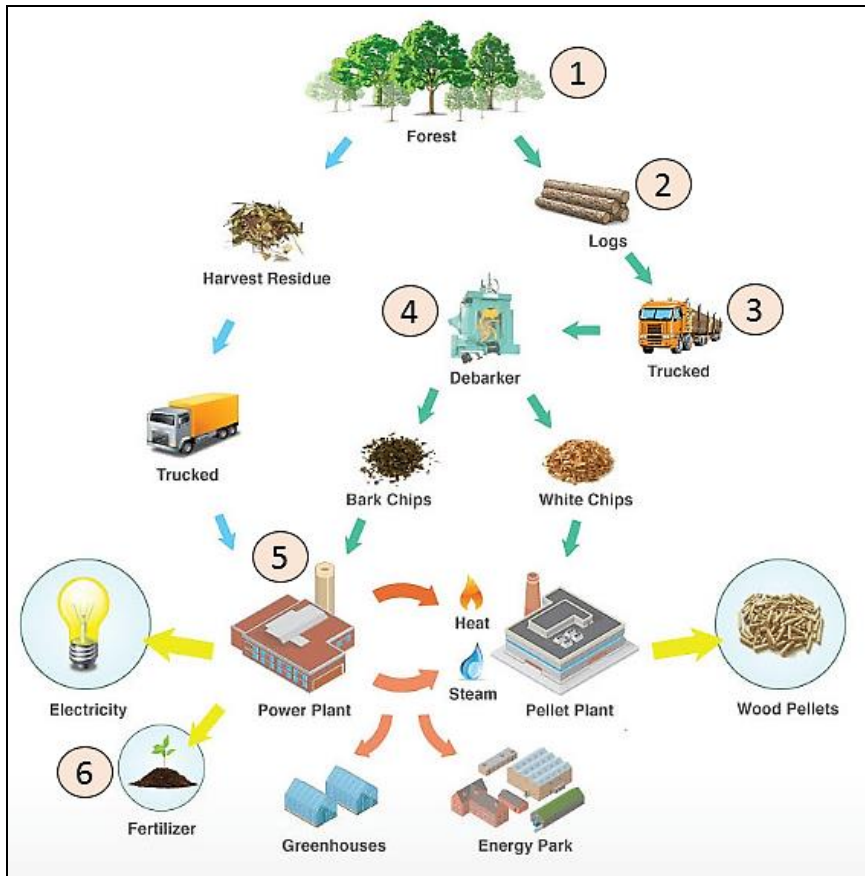 1
Forest
2
Logs
Harvest Residue
3
4
Trucked
Debarker
Trucked
Bark Chips
White Chips
5
Heat
Steam
Electricity
Power Plant
Pellet Plant
Wood Pellets
6
Fertilizer
Greenhouses
Energy Park